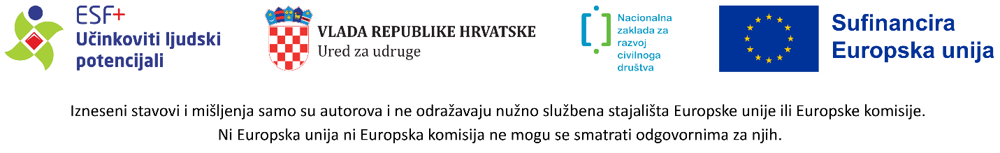 ESF+
Učinkoviti ljudski
potencijali
VLADA REPUBLIKE HRVATSKE
Ured za udruge
Nacionalna
zaklada za
razvoj
civilnoga
društva
Sufinancira
Europska unija
Izneseni stavovi i mišljenja samo su autorova i ne odražavaju nužno službena stajališta Europske unije ili Europske komisije.
Ni Europska unija ni Europska komisija ne mogu se smatrati odgovornima za njih.